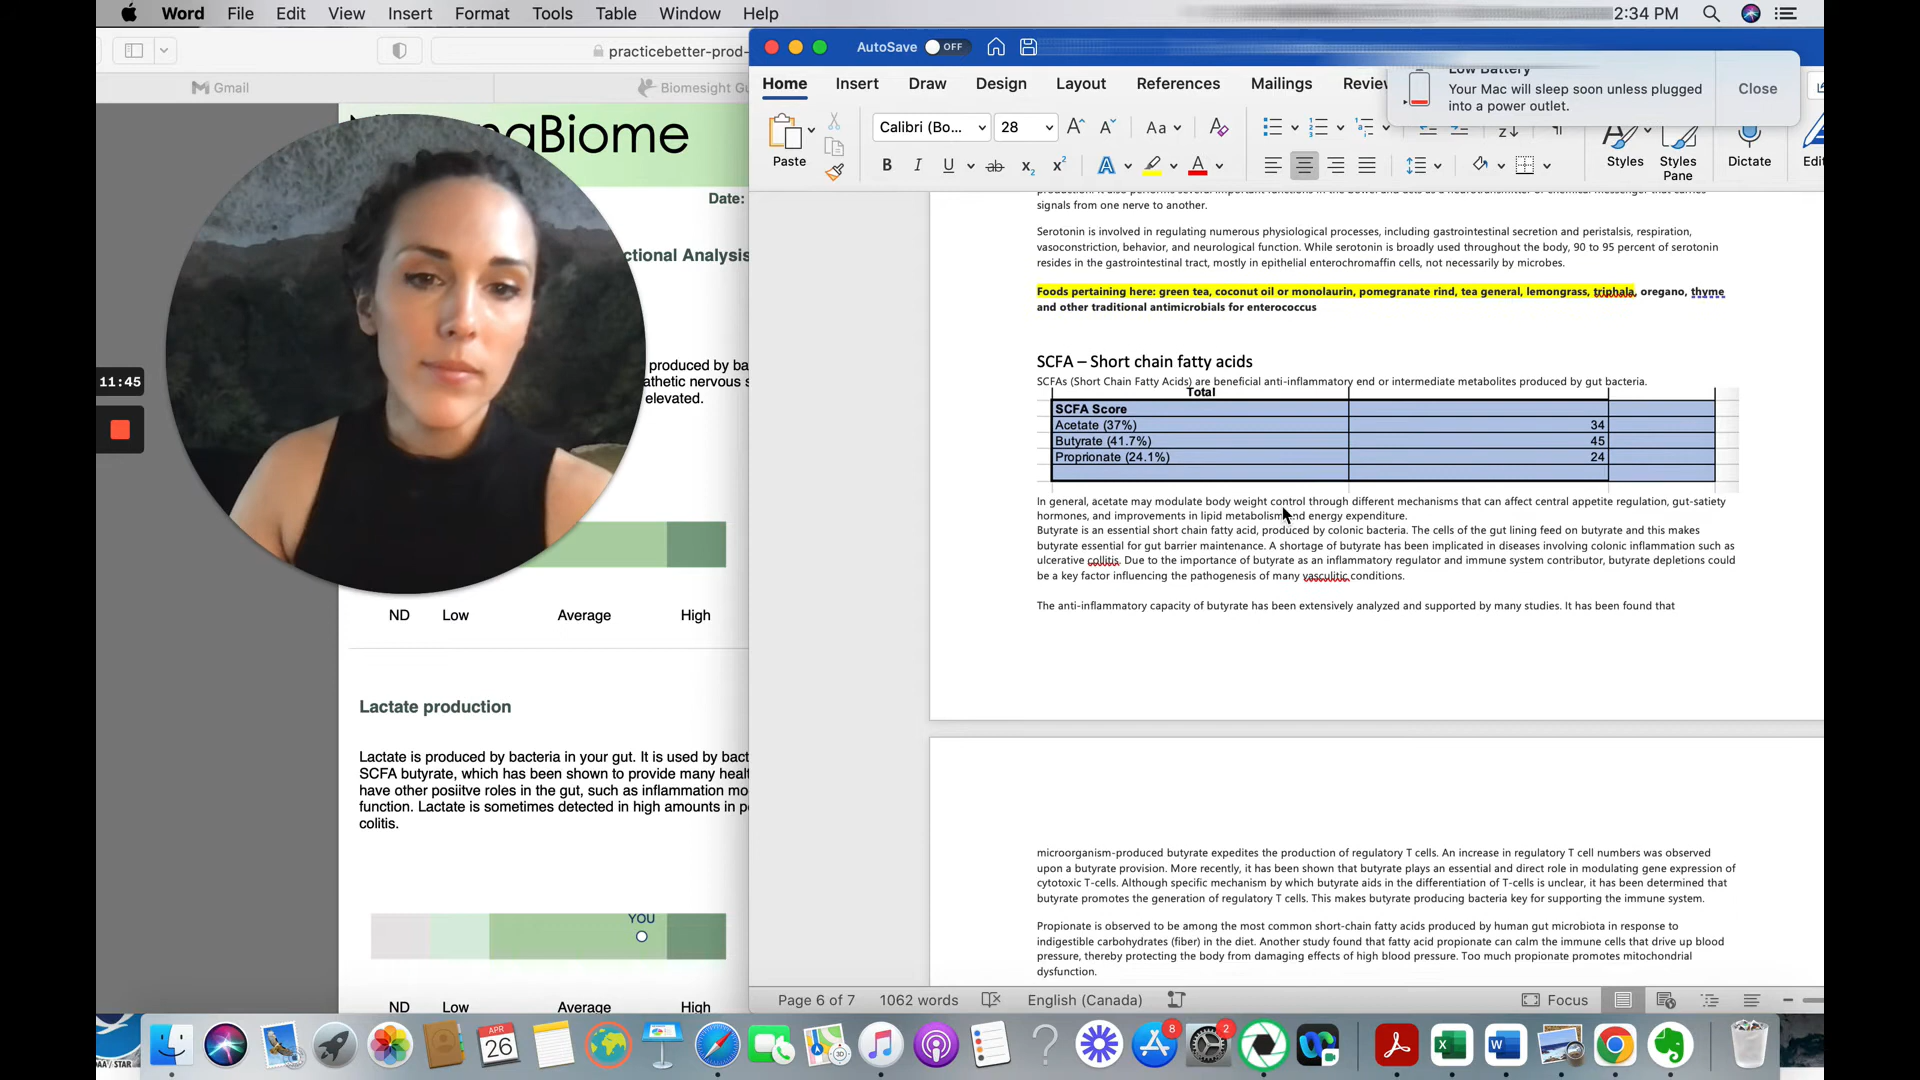 Word File Edit View Insert Format Tools Table Window Help
2:34 PM
practicebetter-prod-
Gmail
Biomesight Gu
gBiome
Date:
ctional Analysis
produced by ba
athetic nervous s
elevated.
11:45
ND Low Average High
Lactate production
Lactate is produced by bacteria in your gut. It is used by bact
SCFA butyrate, which has been shown to provide many healt
have other posiitve roles in the gut, such as inflammation mo
function. Lactate is sometimes detected in high amounts in p
colitis.
YOU
ND Low Average High
AutoSave OFF
Home Insert Draw Design Layout References Mailings Review
Low Battery
Your Mac will sleep soon unless plugged
into a power outlet.
Close
Paste
Calibri (Bo... 28
Styles
Styles
Pane
Dictate
Edit
signals from one nerve to another.
Serotonin is involved in regulating numerous physiological processes, including gastrointestinal secretion and peristalsis, respiration,
vasoconstriction, behavior, and neurological function. While serotonin is broadly used throughout the body, 90 to 95 percent of serotonin
resides in the gastrointestinal tract, mostly in epithelial enterochromaffin cells, not necessarily by microbes.
Foods pertaining here: green tea, coconut oil or monolaurin, pomegranate rind, tea general, lemongrass, triphala, oregano, thyme
and other traditional antimicrobials for enterococcus
SCFA – Short chain fatty acids
SCFAs (Short Chain Fatty Acids) are beneficial anti-inflammatory end or intermediate metabolites produced by gut bacteria.
Total
SCFA Score
Acetate (37%) 34
Butyrate (41.7%) 45
Proprionate (24.1%) 24
In general, acetate may modulate body weight control through different mechanisms that can affect central appetite regulation, gut-satiety
hormones, and improvements in lipid metabolism and energy expenditure.
Butyrate is an essential short chain fatty acid, produced by colonic bacteria. The cells of the gut lining feed on butyrate and this makes
butyrate essential for gut barrier maintenance. A shortage of butyrate has been implicated in diseases involving colonic inflammation such as
ulcerative collitis. Due to the importance of butyrate as an inflammatory regulator and immune system contributor, butyrate depletions could
be a key factor influencing the pathogenesis of many vasculitic conditions.
The anti-inflammatory capacity of butyrate has been extensively analyzed and supported by many studies. It has been found that
microorganism-produced butyrate expedites the production of regulatory T cells. An increase in regulatory T cell numbers was observed
upon a butyrate provision. More recently, it has been shown that butyrate plays an essential and direct role in modulating gene expression of
cytotoxic T-cells. Although specific mechanism by which butyrate aids in the differentiation of T-cells is unclear, it has been determined that
butyrate promotes the generation of regulatory T cells. This makes butyrate producing bacteria key for supporting the immune system.
Propionate is observed to be among the most common short-chain fatty acids produced by human gut microbiota in response to
indigestible carbohydrates (fiber) in the diet. Another study found that fatty acid propionate can calm the immune cells that drive up blood
pressure, thereby protecting the body from damaging effects of high blood pressure. Too much propionate promotes mitochondrial
dysfunction.
Page 6 of 7 1062 words English (Canada) Focus
APR
26
8
2